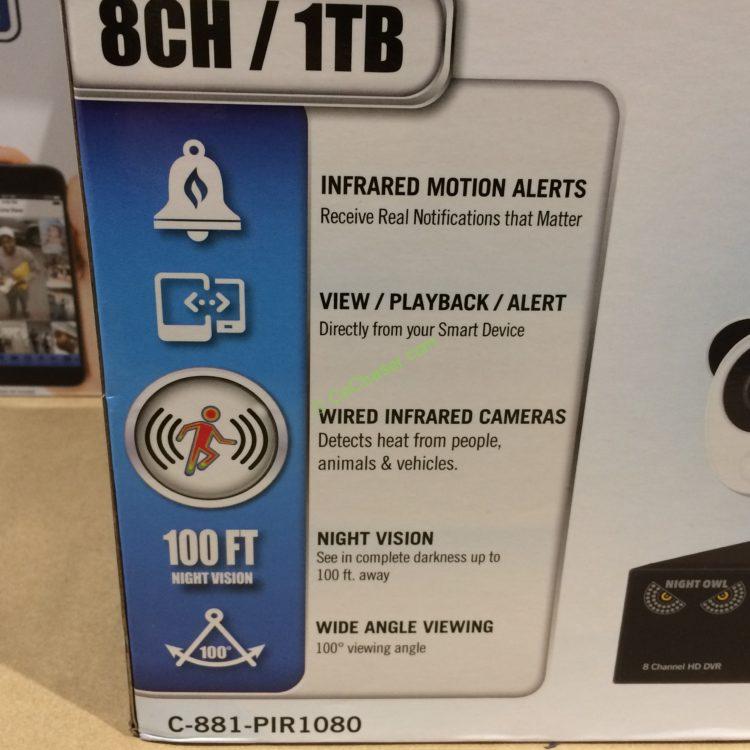 8CH / 1TB
INFRARED MOTION ALERTS
Receive Real Notifications that Matter
VIEW / PLAYBACK / ALERT
Directly from your Smart Device
WIRED INFRARED CAMERAS
Detects heat from people,
animals & vehicles.
100 FT
NIGHT VISION
NIGHT VISION
See in complete darkness up to
100 ft. away
100°
WIDE ANGLE VIEWING
100° viewing angle
C-881-PIR1080
NIGHT OWL
8 Channel HD DVR